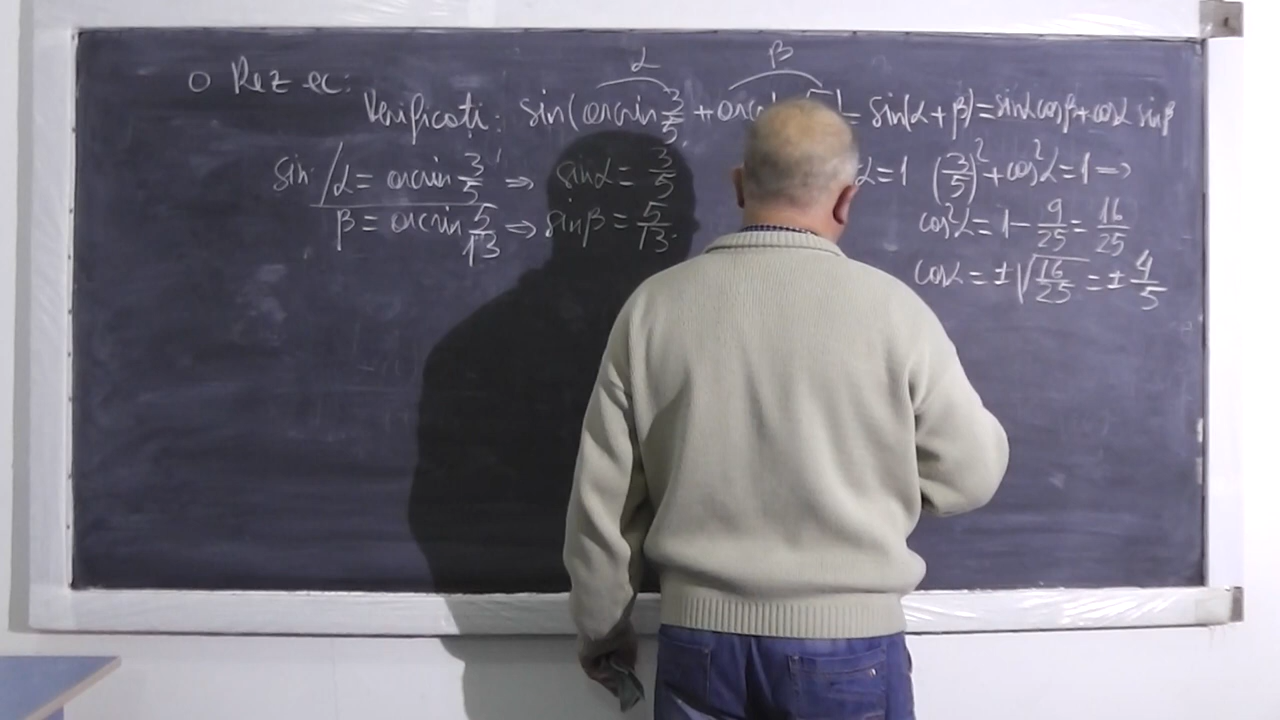 α β
o Rez ec:
Verificați: sin(arcsin 3/5 + arc = sin(α + β) = sinα cosβ + cosα sinβ
sin / α = arcsin 3/5 ⇒ sinα = 3/5 α = 1 (3/5)² + cos²α = 1 ⇒
β = arcsin 5/13 ⇒ sinβ = 5/13 cos²α = 1 - 9/25 = 16/25
cosα = ±√16/25 = ± 4/5